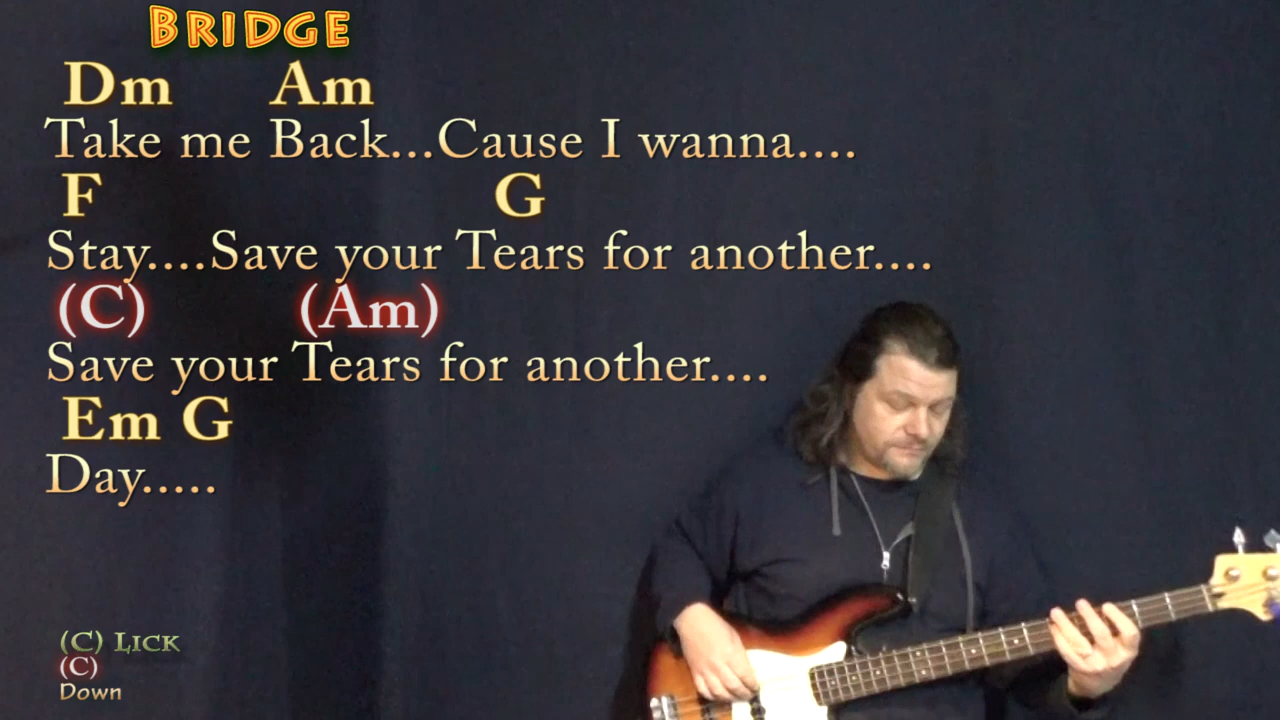 BRIDGE
Dm Am
Take me Back...Cause I wanna....
F G
Stay....Save your Tears for another....
(C) (Am)
Save your Tears for another....
Em G
Day.....
(C) LICK
(C)
Down